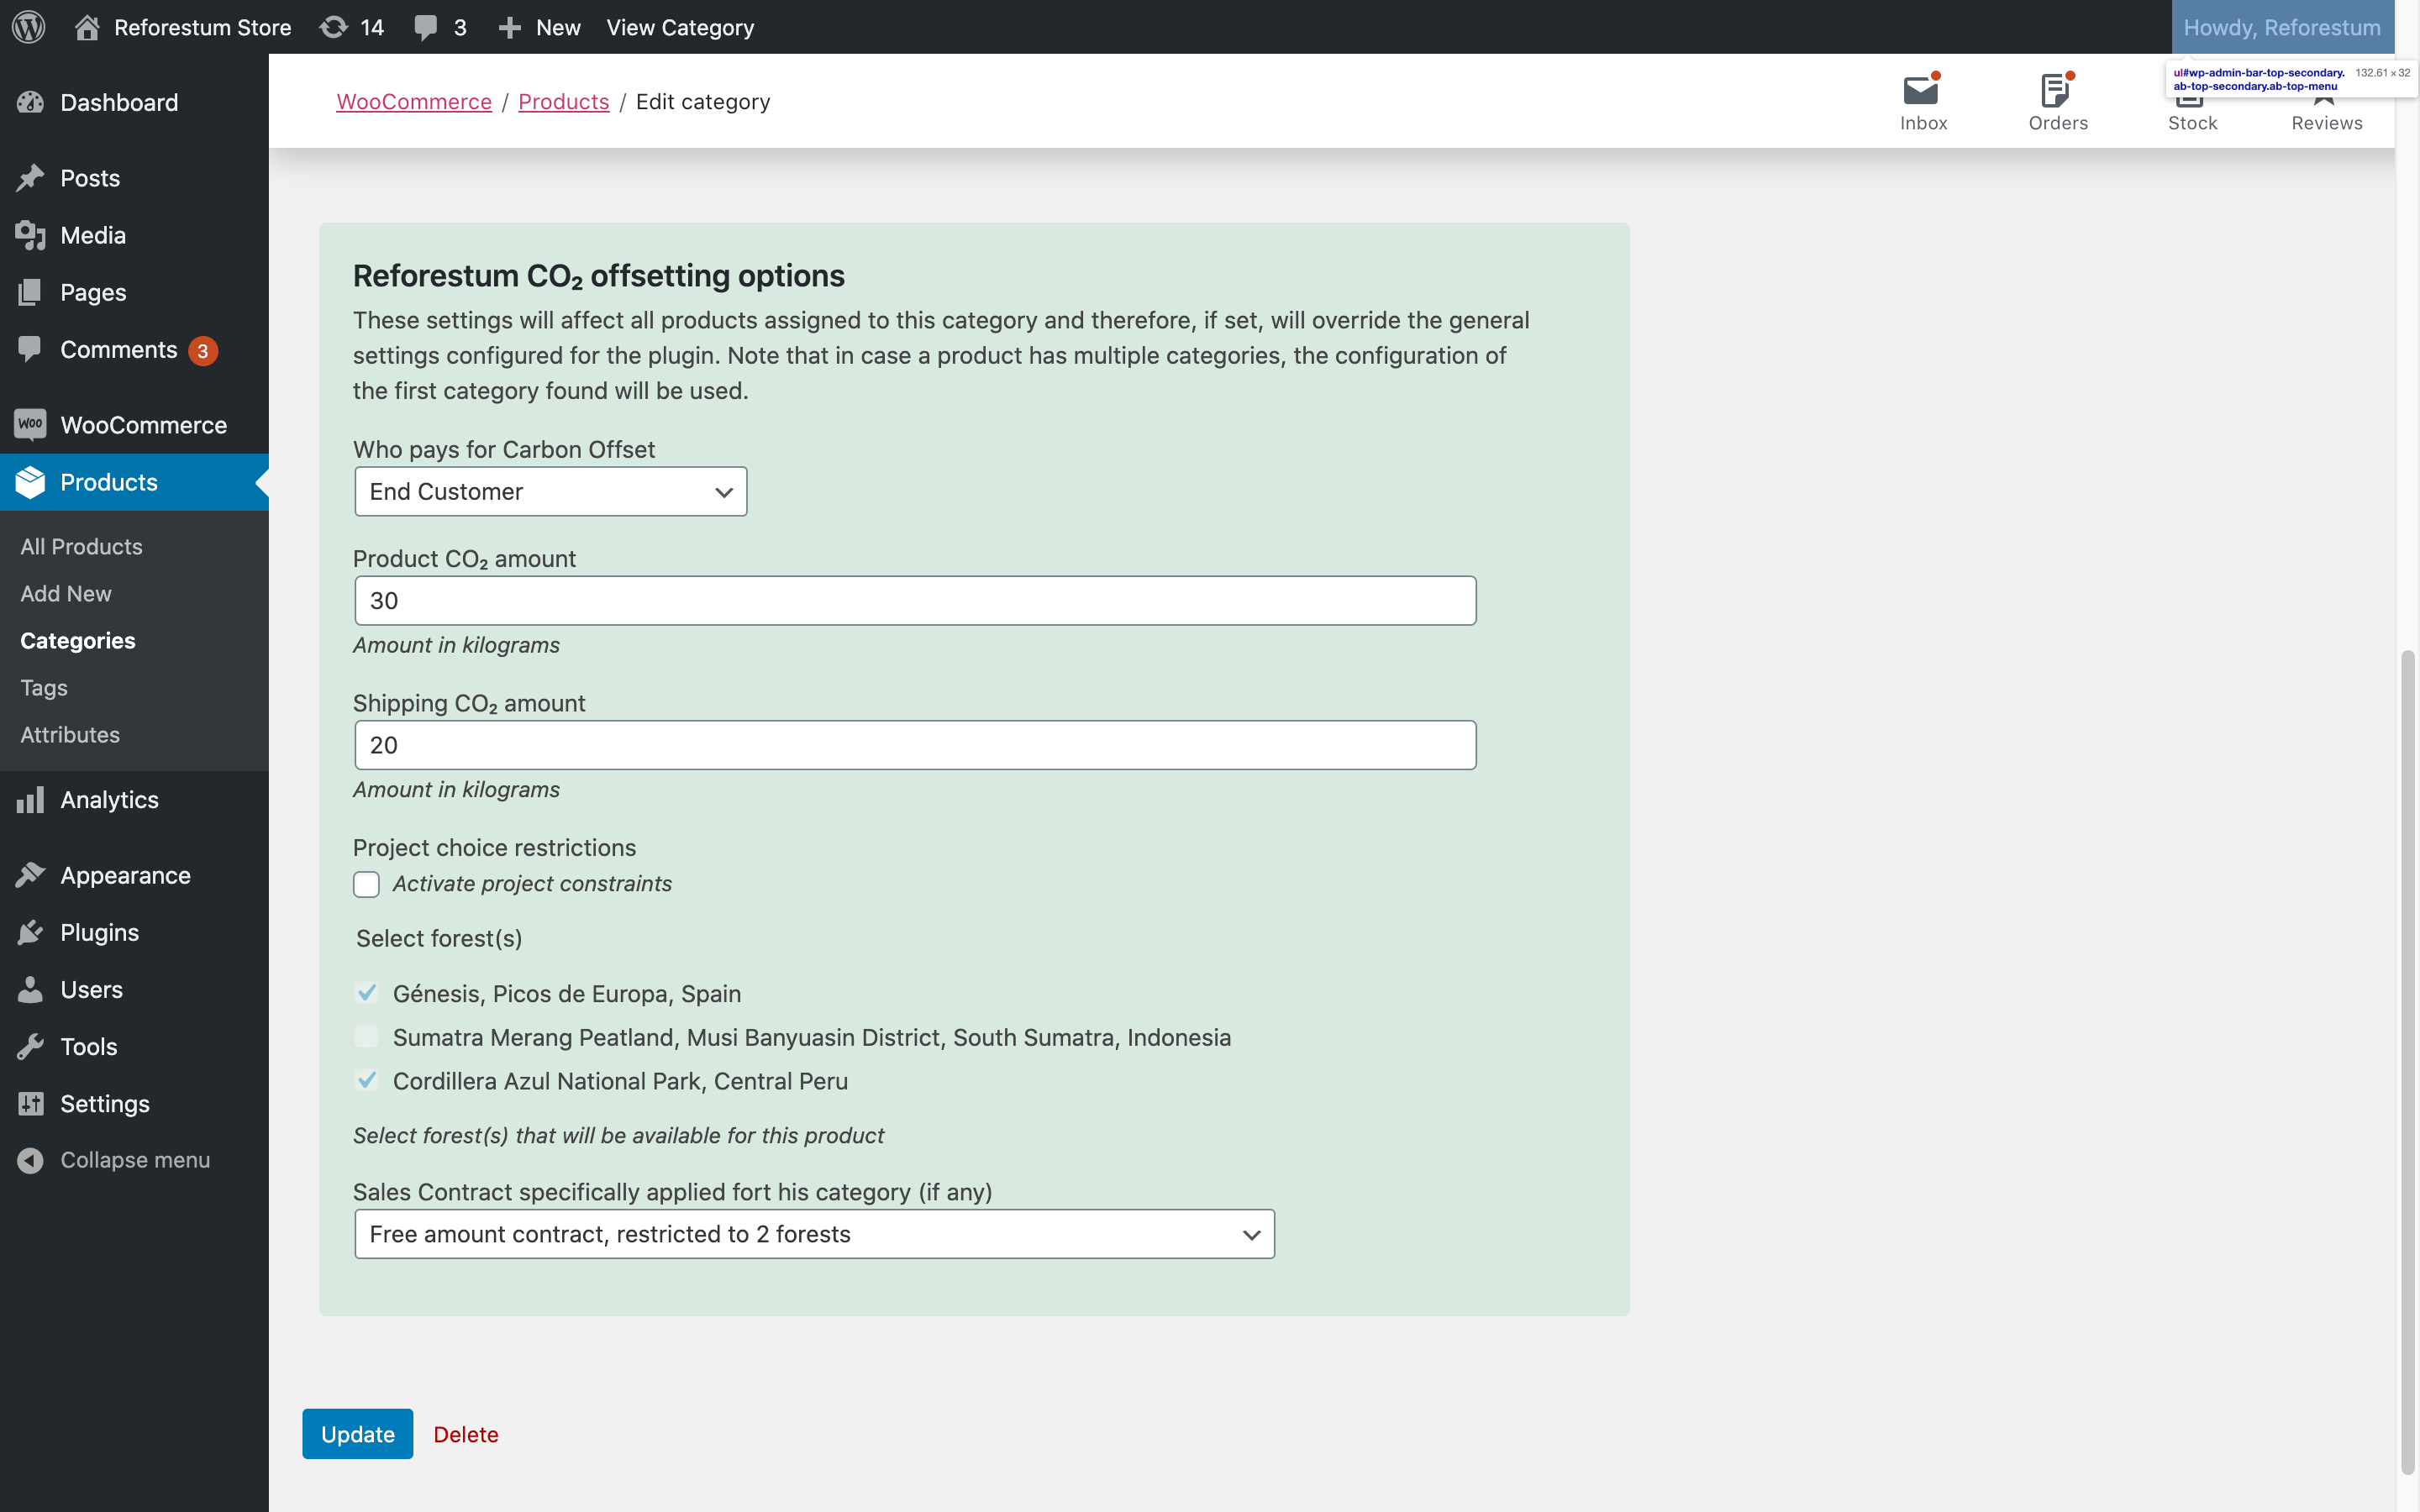 Reforestum Store 14 3 New View Category Howdy, Reforestum
ul#wp-admin-bar-top-secondary. 132.61 × 32
ab-top-secondary.ab-top-menu
WooCommerce / Products / Edit category
Inbox Orders Stock Reviews
Dashboard
Posts
Media
Pages
Comments 3
Woo WooCommerce
Products
All Products
Add New
Categories
Tags
Attributes
Analytics
Appearance
Plugins
Users
Tools
Settings
Collapse menu
Reforestum CO₂ offsetting options
These settings will affect all products assigned to this category and therefore, if set, will override the general
settings configured for the plugin. Note that in case a product has multiple categories, the configuration of
the first category found will be used.
Who pays for Carbon Offset
End Customer
Product CO₂ amount
30
Amount in kilograms
Shipping CO₂ amount
20
Amount in kilograms
Project choice restrictions
Activate project constraints
Select forest(s)
Génesis, Picos de Europa, Spain
Sumatra Merang Peatland, Musi Banyuasin District, South Sumatra, Indonesia
Cordillera Azul National Park, Central Peru
Select forest(s) that will be available for this product
Sales Contract specifically applied fort his category (if any)
Free amount contract, restricted to 2 forests
Update Delete